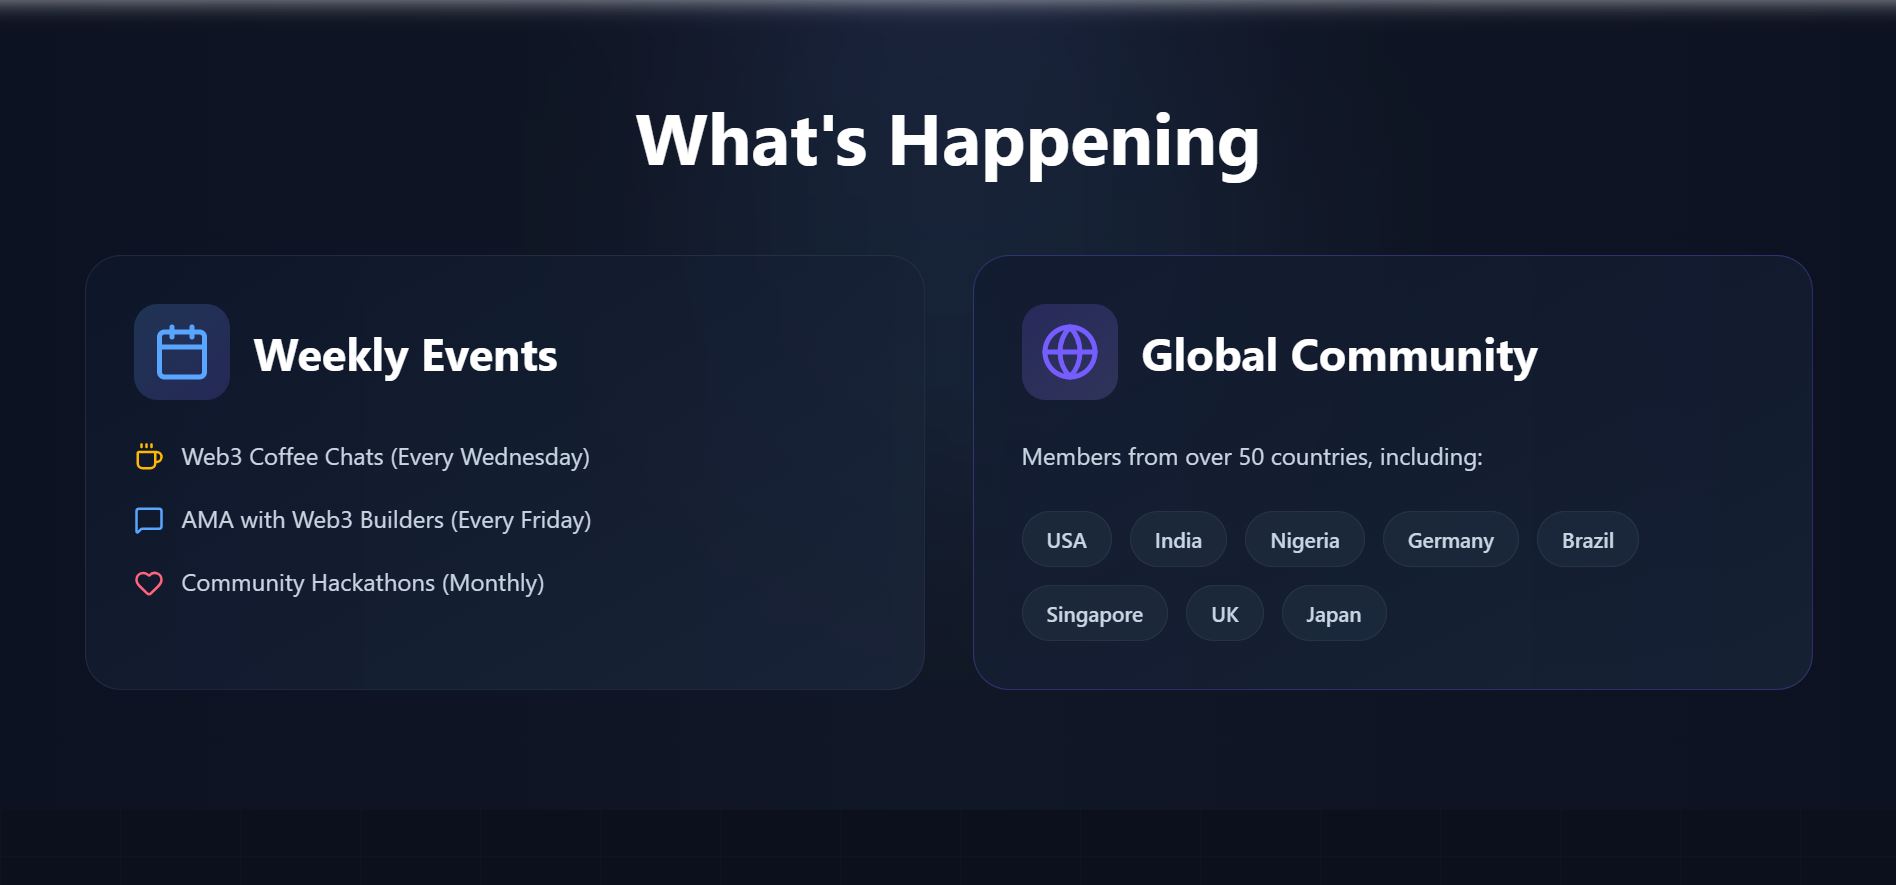 What's Happening
Weekly Events
Web3 Coffee Chats (Every Wednesday)
AMA with Web3 Builders (Every Friday)
Community Hackathons (Monthly)
Global Community
Members from over 50 countries, including:
USA India Nigeria Germany Brazil
Singapore UK Japan